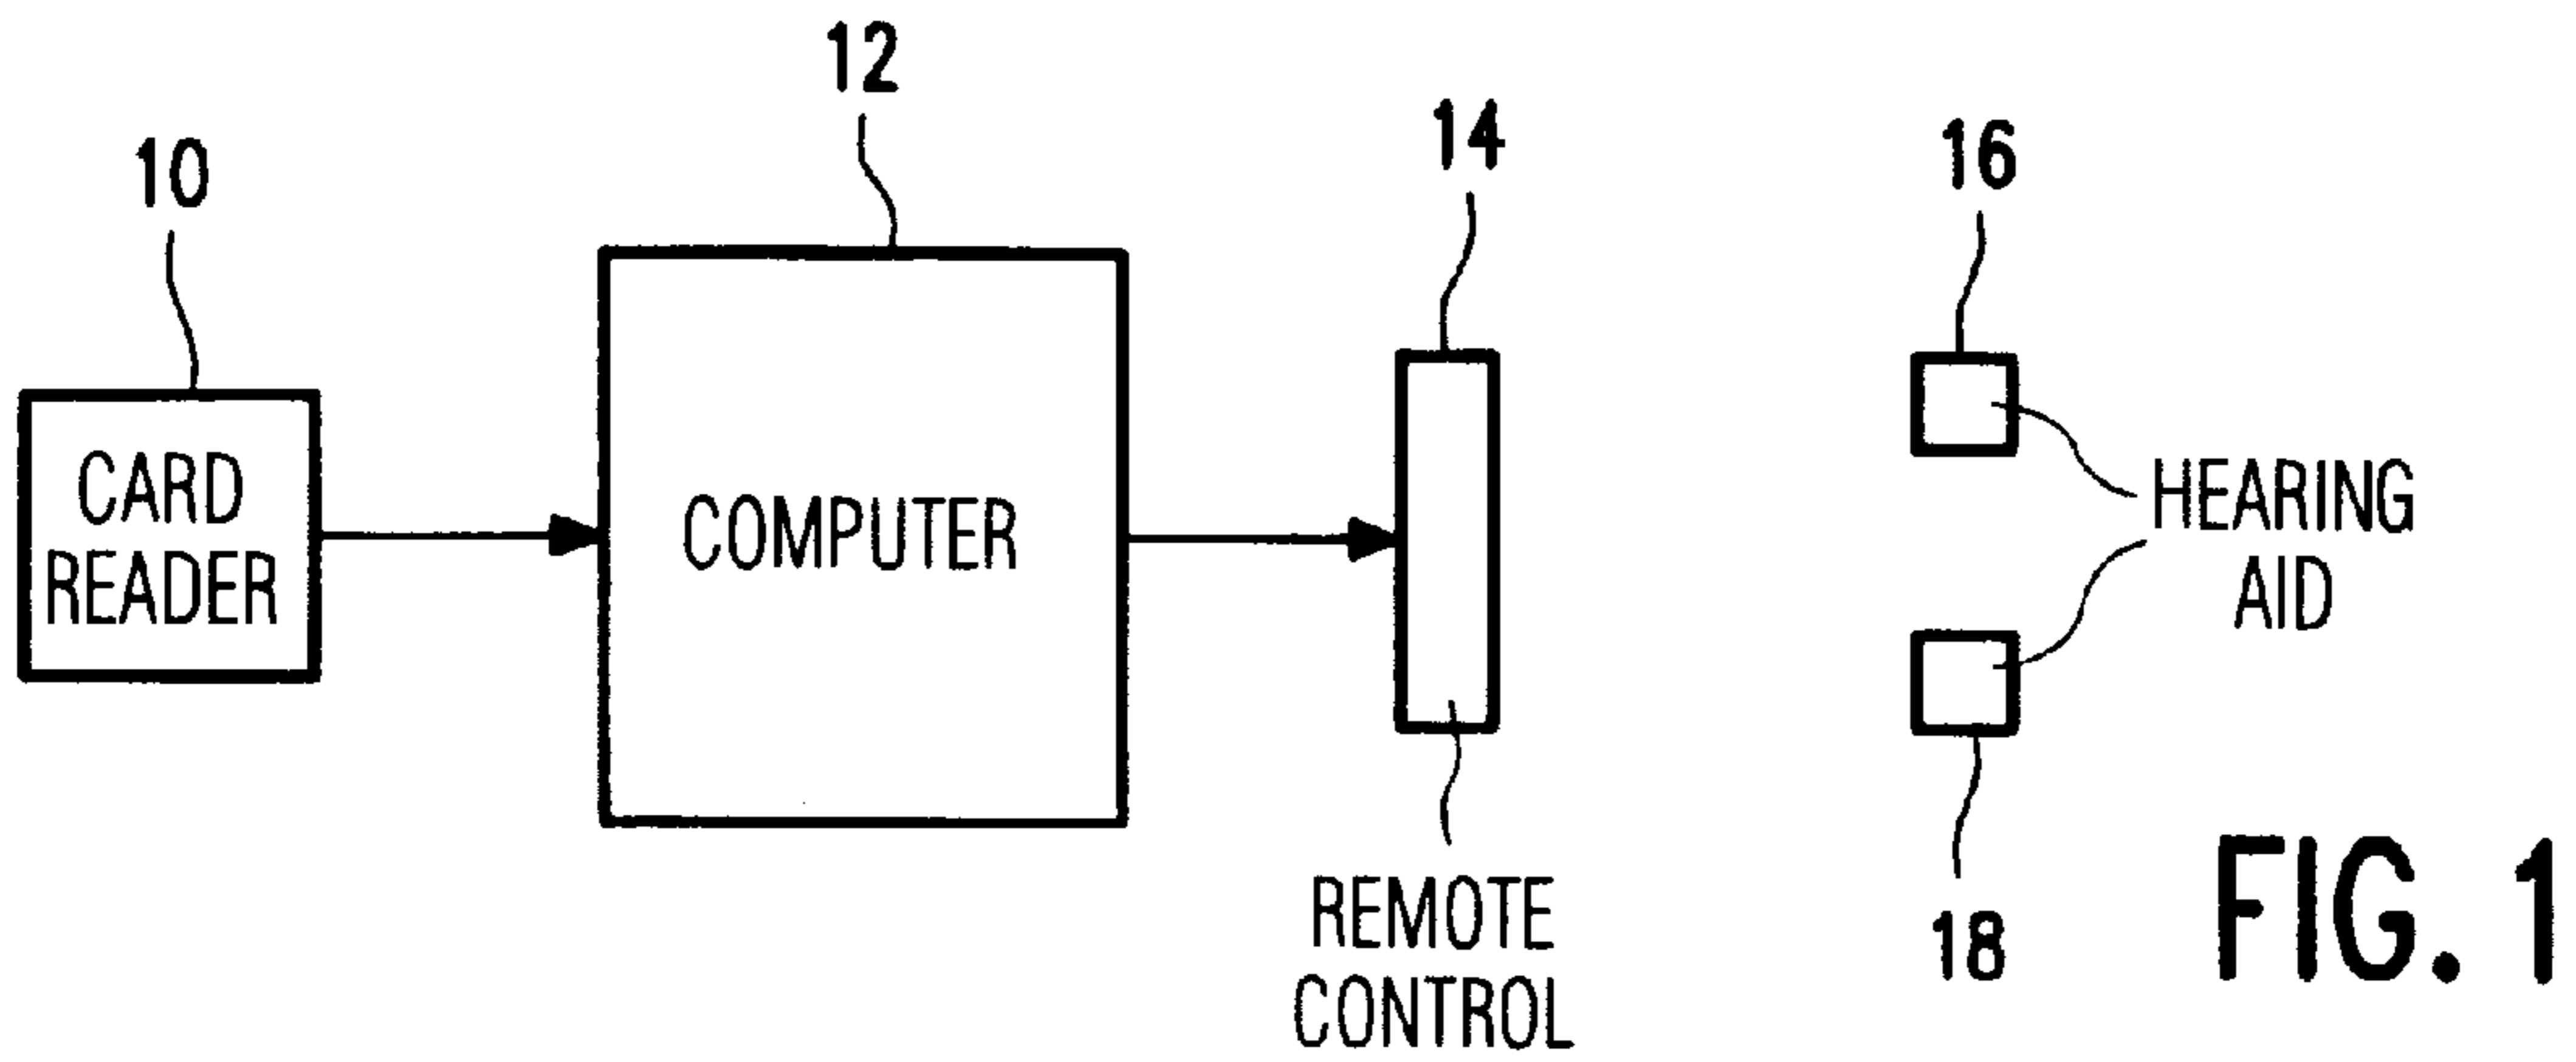 12
14
16
10
CARD
READER
COMPUTER
HEARING
AID
REMOTE
CONTROL
18
FIG. 1